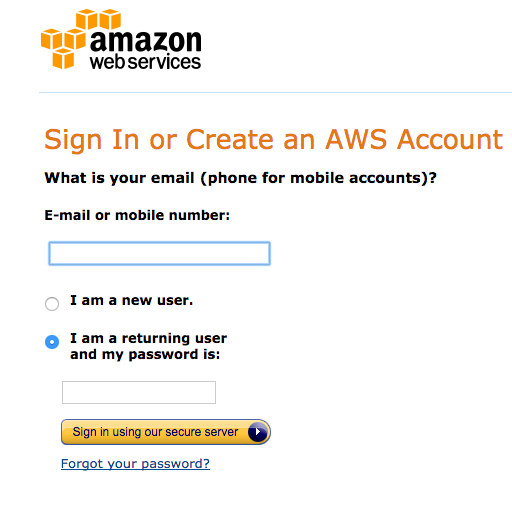 amazon
web services
Sign In or Create an AWS Account
What is your email (phone for mobile accounts)?
E-mail or mobile number:
I am a new user.
I am a returning user
and my password is:
Sign in using our secure server
Forgot your password?